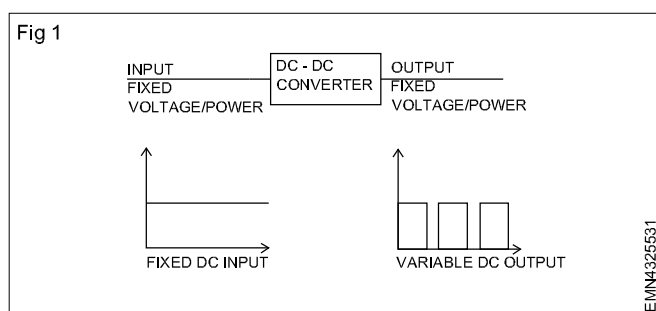 Fig 1
INPUT
FIXED
VOLTAGE/POWER
DC - DC
CONVERTER
OUTPUT
FIXED
VOLTAGE/POWER
FIXED DC INPUT
VARIABLE DC OUTPUT
EMN4325531